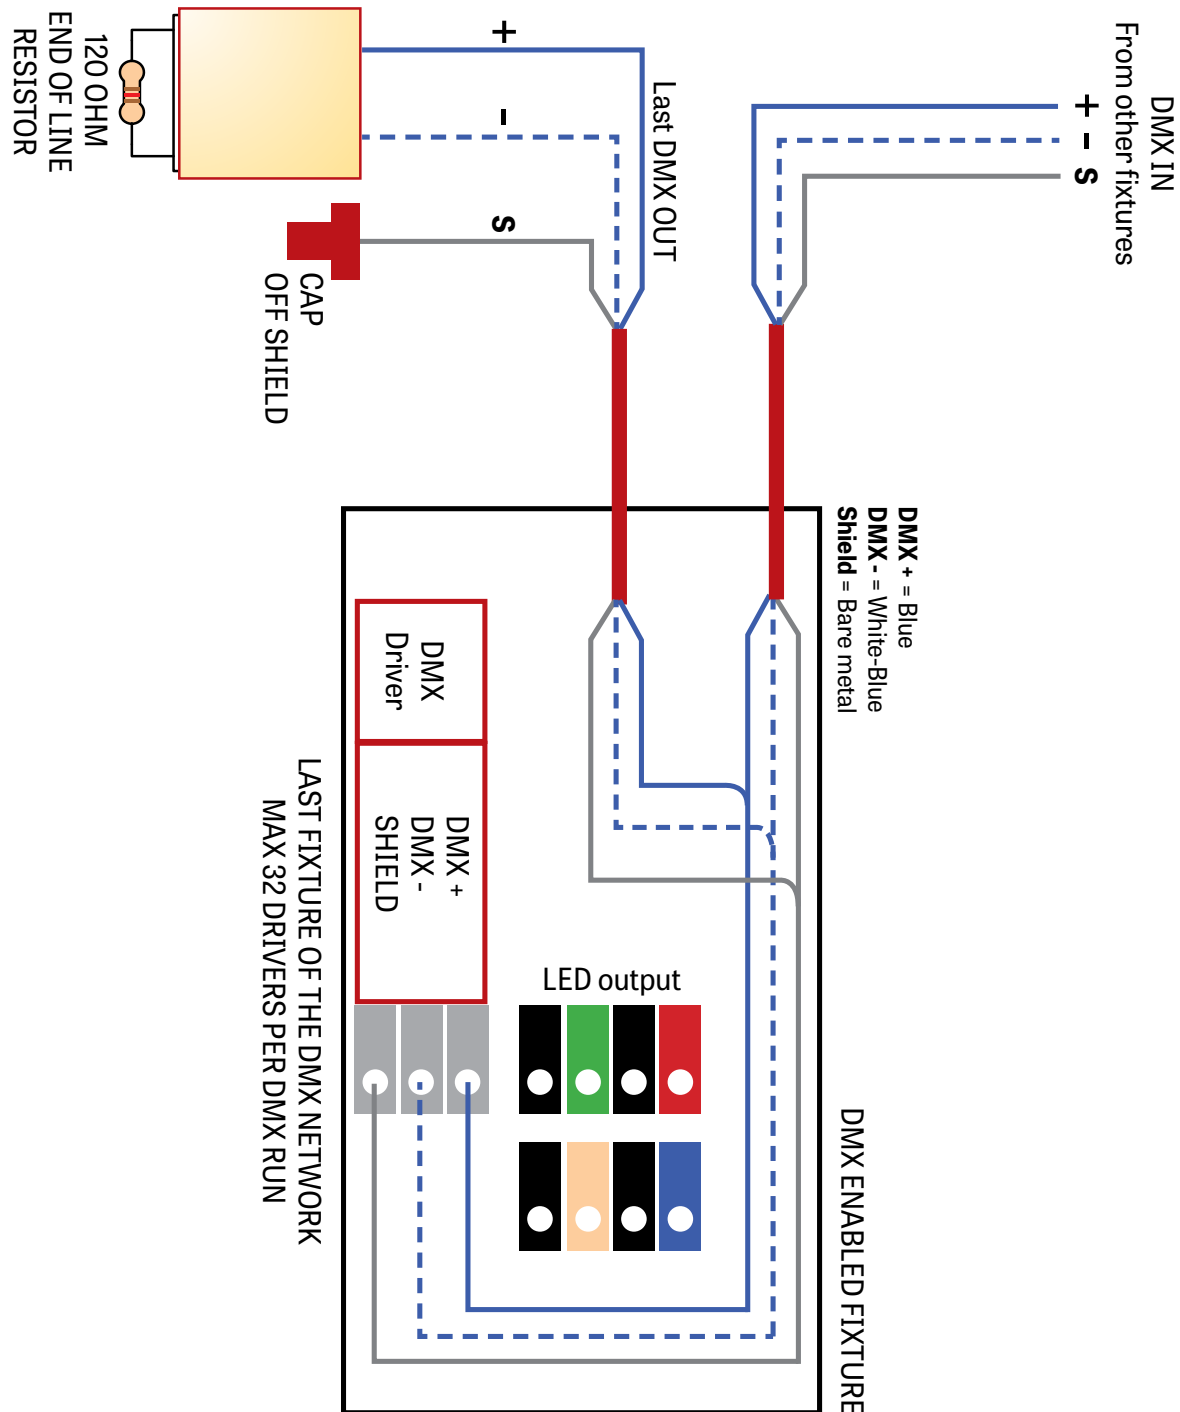 DMX IN
From other fixtures
+
-
S
Last DMX OUT
+
-
S
120 OHM
END OF LINE
RESISTOR
CAP
OFF SHIELD
DMX + = Blue
DMX - = White-Blue
Shield = Bare metal
DMX ENABLED FIXTURE
DMX
Driver
DMX +
DMX -
SHIELD
LED output
LAST FIXTURE OF THE DMX NETWORK
MAX 32 DRIVERS PER DMX RUN